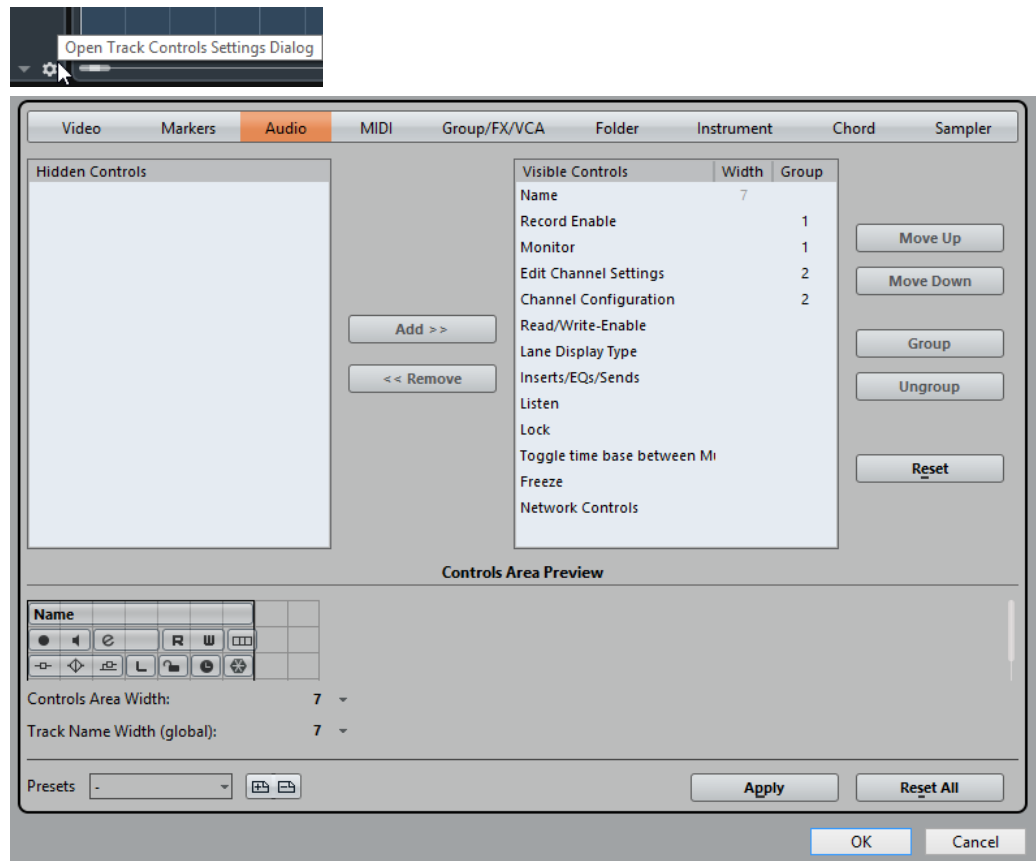 Open Track Controls Settings Dialog
Video Markers Audio MIDI Group/FX/VCA Folder Instrument Chord Sampler
Hidden Controls
Visible Controls Width Group
Name 7
Record Enable 1
Monitor 1
Edit Channel Settings 2
Channel Configuration 2
Read/Write-Enable
Lane Display Type
Inserts/EQs/Sends
Listen
Lock
Toggle time base between Mu
Freeze
Network Controls
Add >>
<< Remove
Move Up
Move Down
Group
Ungroup
Reset
Controls Area Preview
Name
e R W
L
Controls Area Width: 7
Track Name Width (global): 7
Presets -
Apply
Reset All
OK
Cancel